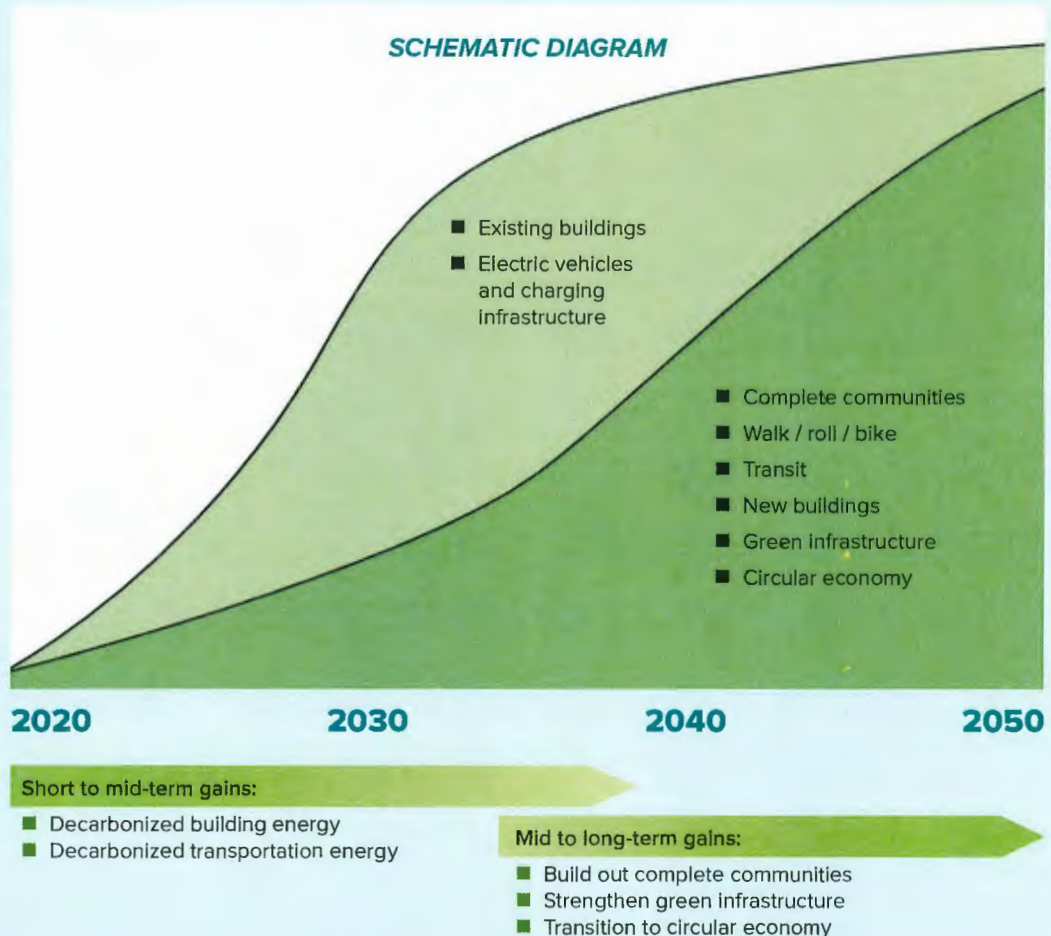 SCHEMATIC DIAGRAM
■ Existing buildings
■ Electric vehicles
and charging
infrastructure
■ Complete communities
■ Walk / roll / bike
■ Transit
■ New buildings
■ Green infrastructure
■ Circular economy
2020 2030 2040 2050
Short to mid-term gains:
■ Decarbonized building energy
■ Decarbonized transportation energy
Mid to long-term gains:
■ Build out complete communities
■ Strengthen green infrastructure
■ Transition to circular economy